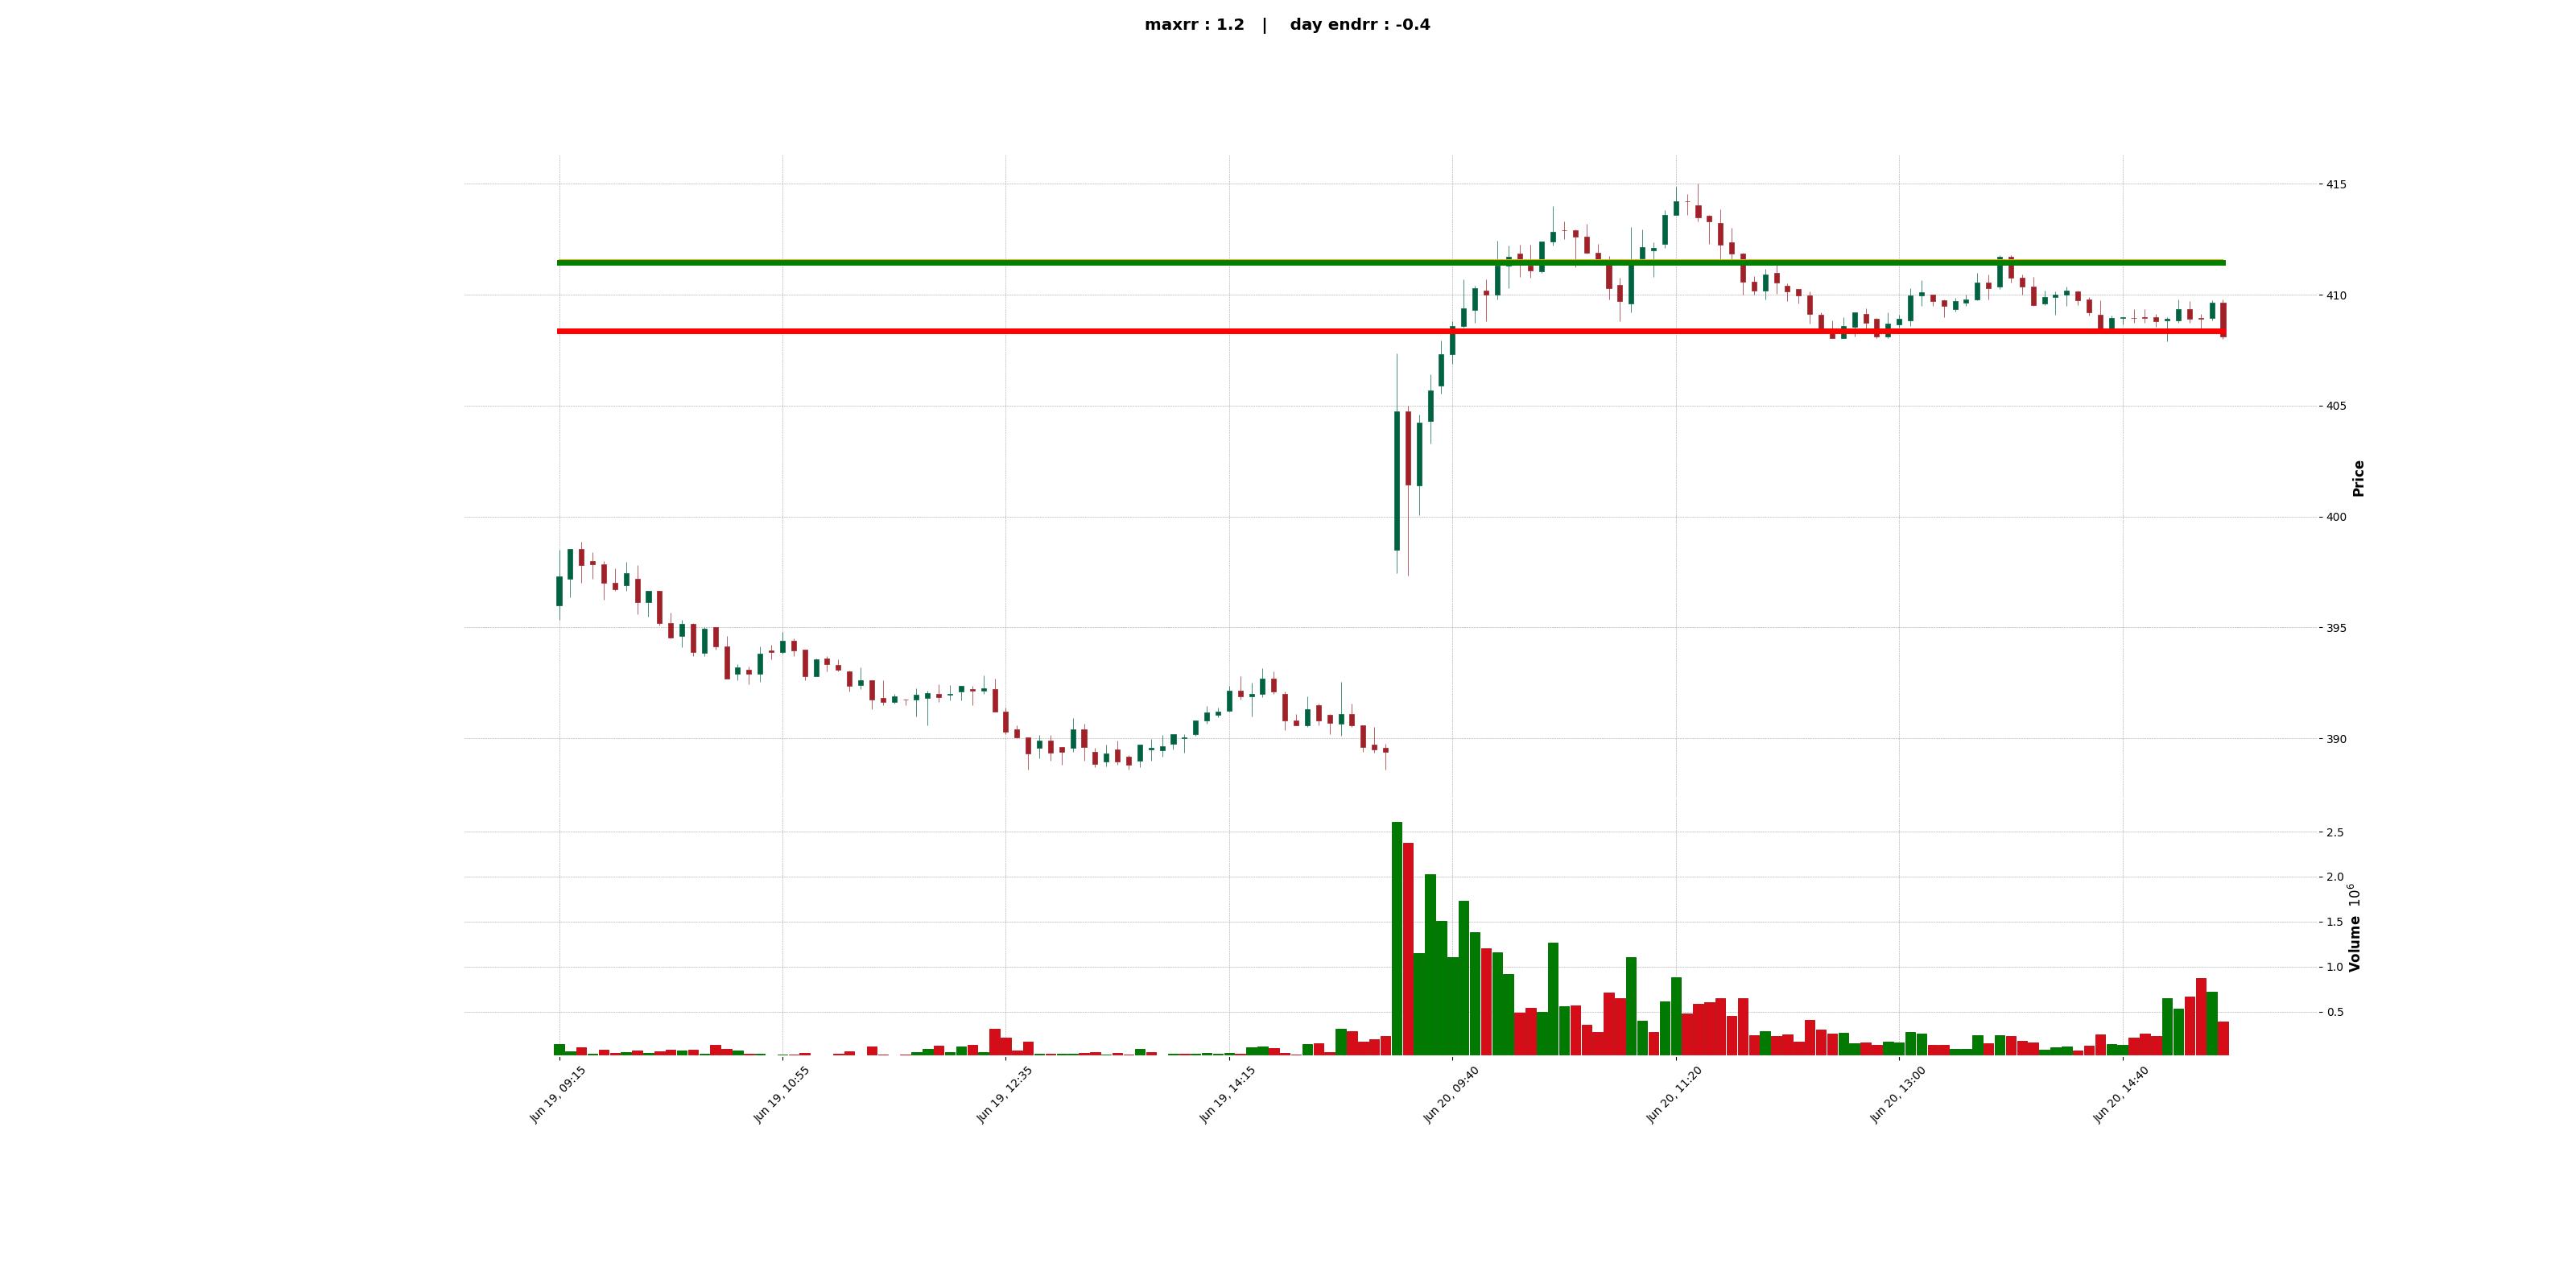 maxrr : 1.2 | day endrr : -0.4
415
410
405
400
395
390
Price
2.5
2.0
1.5
1.0
0.5
Volume 10^6
Jun 19, 09:15
Jun 19, 10:55
Jun 19, 12:35
Jun 19, 14:15
Jun 20, 09:40
Jun 20, 11:20
Jun 20, 13:00
Jun 20, 14:40